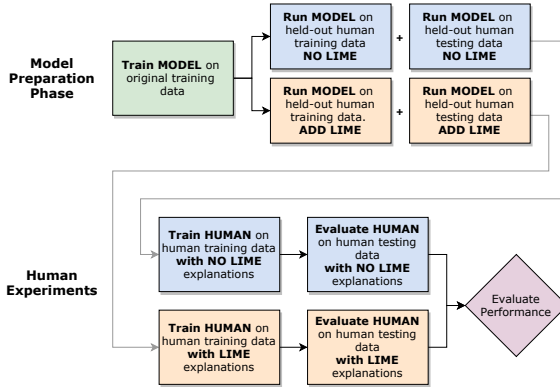 Model
Preparation
Phase
Train MODEL on
original training
data
Run MODEL on
held-out human
training data
NO LIME
+
Run MODEL on
held-out human
testing data
NO LIME
Run MODEL on
held-out human
training data.
ADD LIME
+
Run MODEL on
held-out human
testing data
ADD LIME
Human
Experiments
Train HUMAN on
human training data
with NO LIME
explanations
Evaluate HUMAN
on human testing
data
with NO LIME
explanations
Train HUMAN on
human training data
with LIME
explanations
Evaluate HUMAN
on human testing
data
with LIME
explanations
Evaluate
Performance